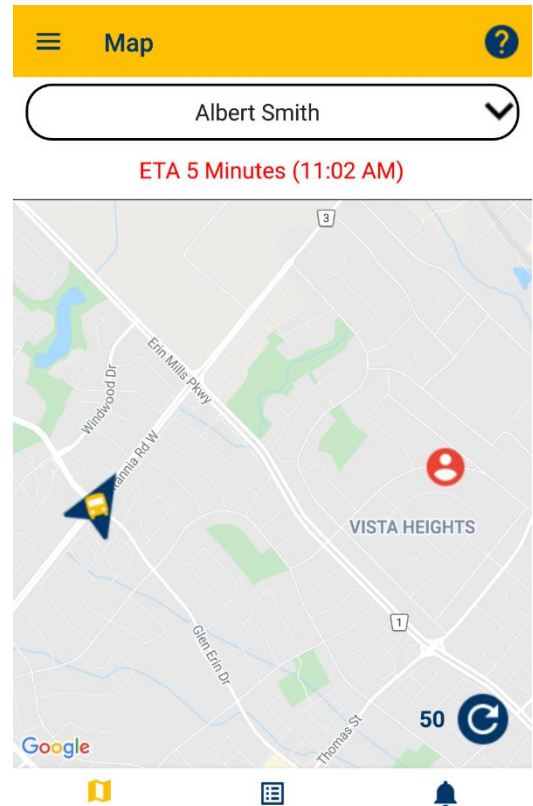 Map
?
Albert Smith
ETA 5 Minutes (11:02 AM)
3
Erin Mills Pkwy
Windwood Dr
tannia Rd W
VISTA HEIGHTS
1
Glen Erin Dr
Thomas St
50
Google